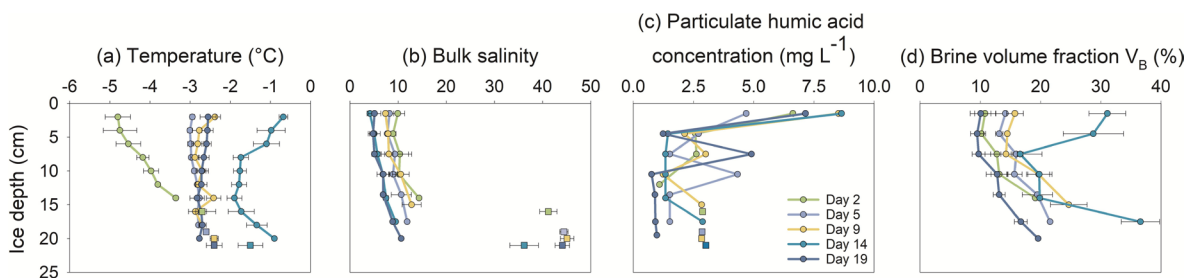 (a) Temperature (°C)
-6 -5 -4 -3 -2 -1 0
Ice depth (cm)
0
5
10
15
20
25
(b) Bulk salinity
0 10 20 30 40 50
(c) Particulate humic acid
concentration (mg L-1)
0.0 2.5 5.0 7.5 10.0
Day 2
Day 5
Day 9
Day 14
Day 19
(d) Brine volume fraction VB (%)
0 10 20 30 40